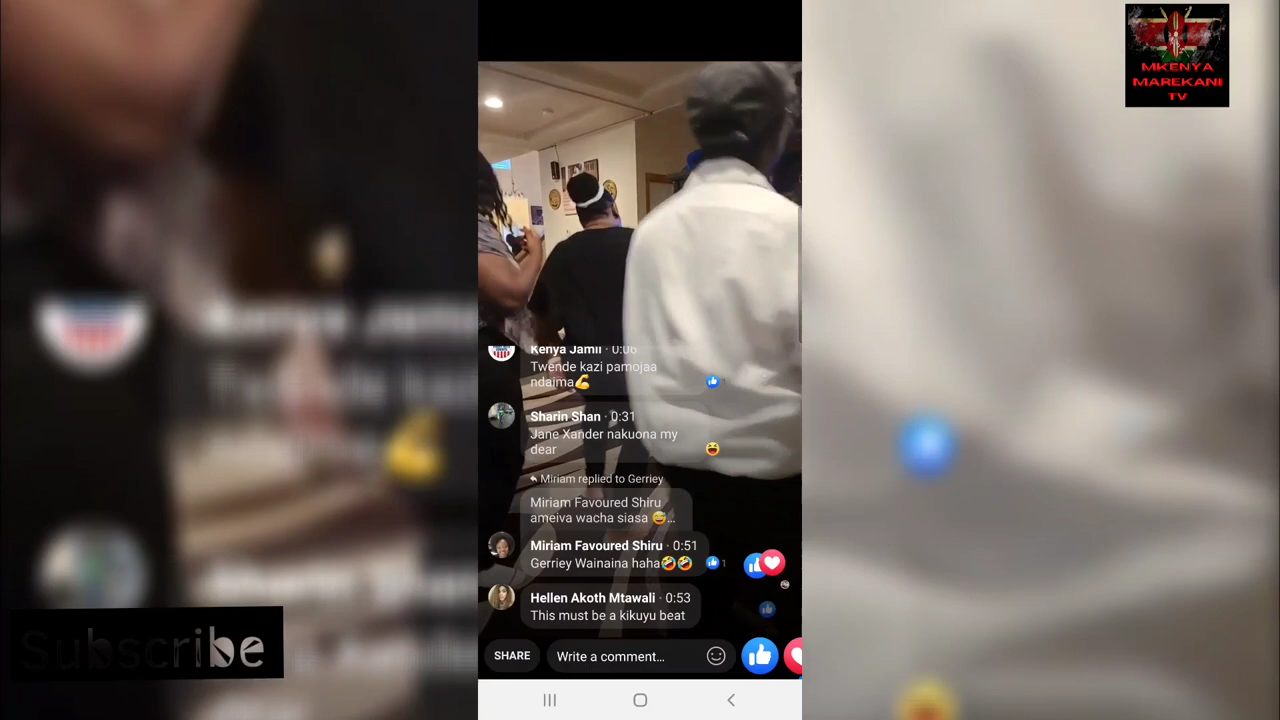 MKENYA
MAREKANI
TV
Kenya Jamii · 0:06
Twende kazi pamojaa
ndaima💪
Sharin Shan · 0:31
Jane Xander nakuona my
dear
Miriam replied to Gerriey
Miriam Favoured Shiru
ameiva wacha siasa 😅...
Miriam Favoured Shiru · 0:51
Gerriey Wainaina haha🤣🤣
1
Hellen Akoth Mtawali · 0:53
This must be a kikuyu beat
SHARE
Write a comment...
Subscribe